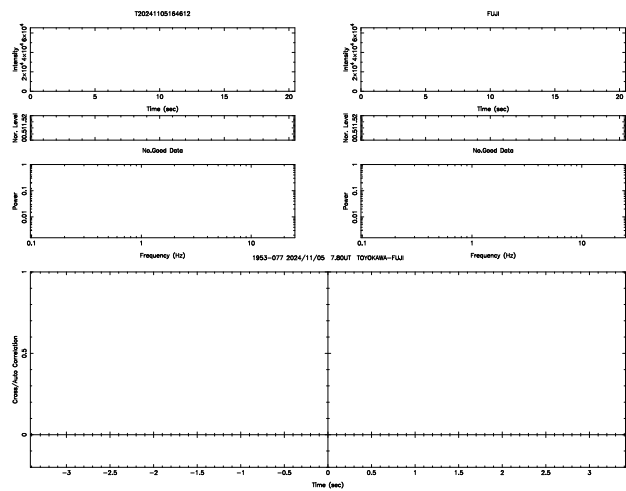 T20241105164612 FUJI
Intensity 0 2×10⁴ 4×10⁴ 6×10⁴ Intensity 0 2×10⁴ 4×10⁴ 6×10⁴
0 5 10 15 20 0 5 10 15 20
Time (sec) Time (sec)
Nor. Level 00.511.52 Nor. Level 00.511.52
No.Good Data No.Good Data
Power 0.01 0.1 1 Power 0.01 0.1 1
0.1 1 10 0.1 1 10
Frequency (Hz) Frequency (Hz)
1953-077 2024/11/05 7.80UT TOYOKAWA-FUJI
Cross/Auto Correlation 0 0.5 1
-3 -2.5 -2 -1.5 -1 -0.5 0 0.5 1 1.5 2 2.5 3
Time (sec)